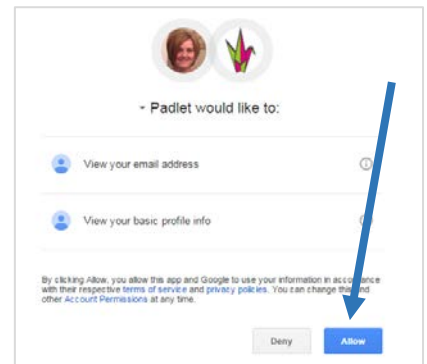 - Padlet would like to:
View your email address
View your basic profile info
By clicking Allow, you allow this app and Google to use your information in accordance
with their respective terms of service and privacy policies. You can change this and
other Account Permissions at any time.
Deny
Allow